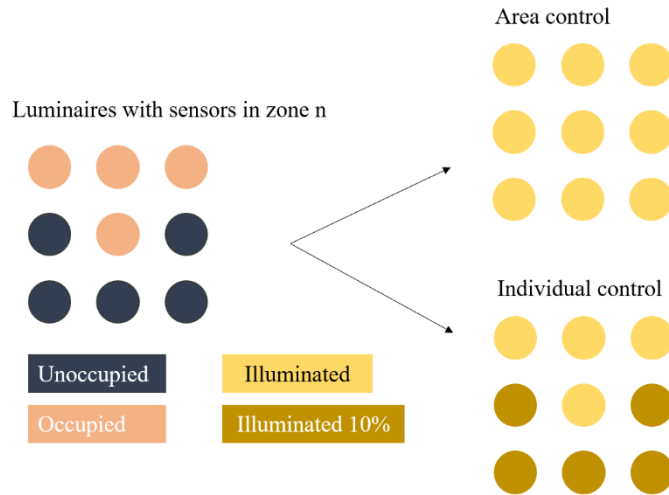 Area control
Luminaires with sensors in zone n
Individual control
Unoccupied
Illuminated
Occupied
Illuminated 10%